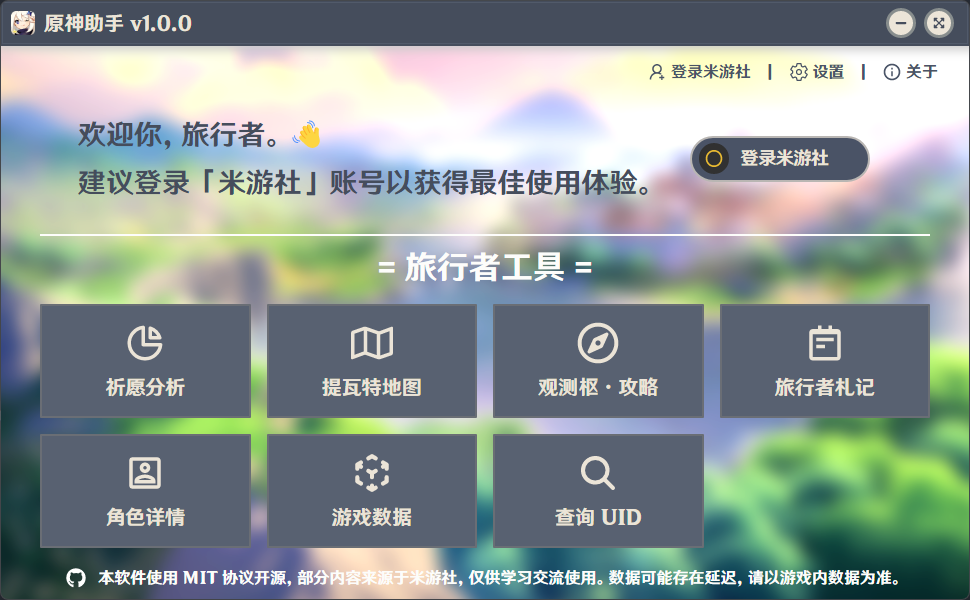 原神助手 v1.0.0
登录米游社 | 设置 | 关于
欢迎你, 旅行者。👋
建议登录「米游社」账号以获得最佳使用体验。
登录米游社
= 旅行者工具 =
祈愿分析
提瓦特地图
观测枢·攻略
旅行者札记
角色详情
游戏数据
查询 UID
本软件使用 MIT 协议开源, 部分内容来源于米游社, 仅供学习交流使用。数据可能存在延迟, 请以游戏内数据为准。